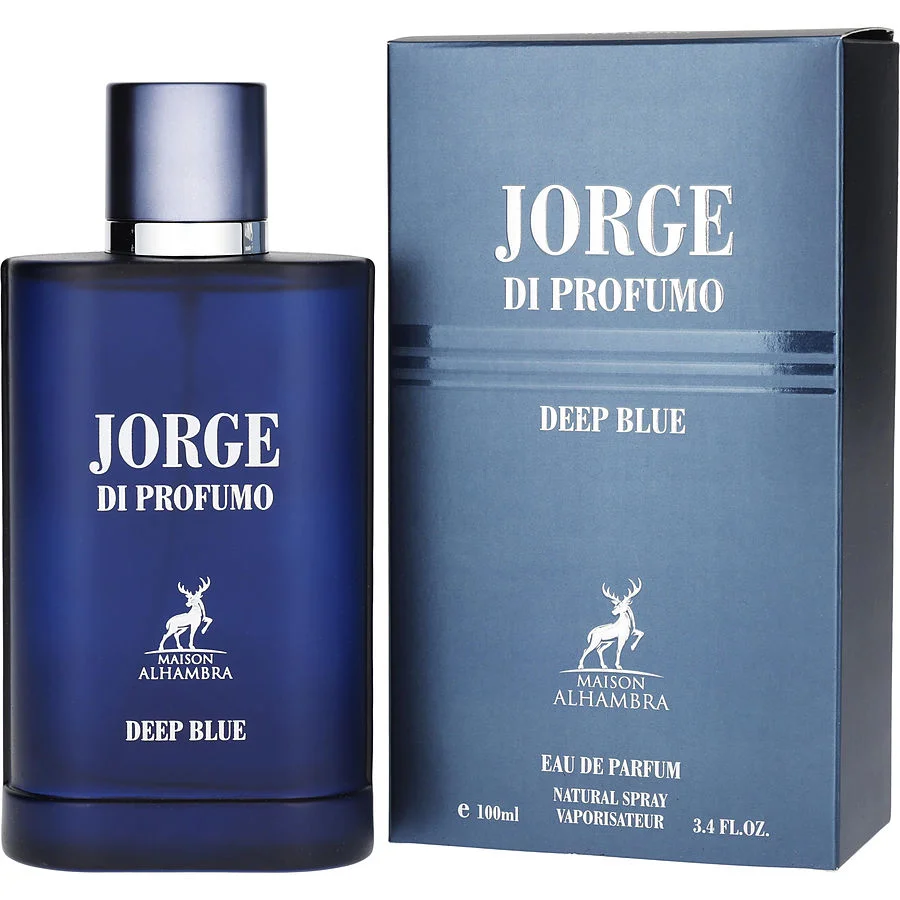 JORGE
DI PROFUMO
MAISON
ALHAMBRA
DEEP BLUE
JORGE
DI PROFUMO
DEEP BLUE
MAISON
ALHAMBRA
EAU DE PARFUM
NATURAL SPRAY
e 100ml VAPORISATEUR 3.4 FL.OZ.